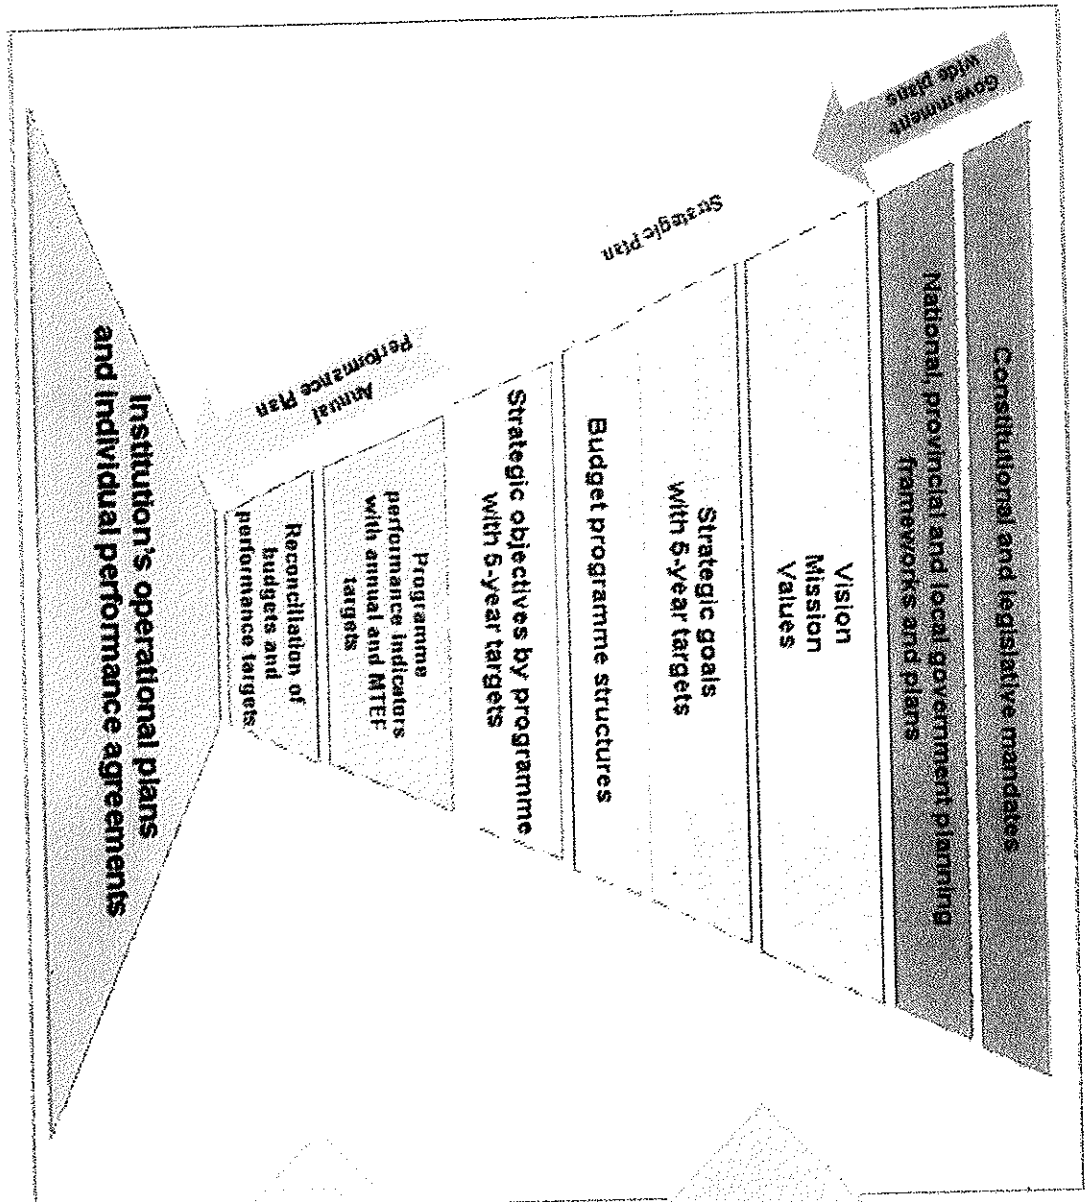 Constitutional and legislative mandates
National, provincial and local government planning
frameworks and plans
Government
wide plans
Vision
Mission
Values
Strategic goals
with 5-year targets
Strategic Plan
Budget programme structures
Strategic objectives by programme
with 5-year targets
Programme
performance indicators
with annual and MTEF
targets
Annual
Performance Plan
Reconciliation of
budgets and
performance targets
Institution's operational plans
and individual performance agreements